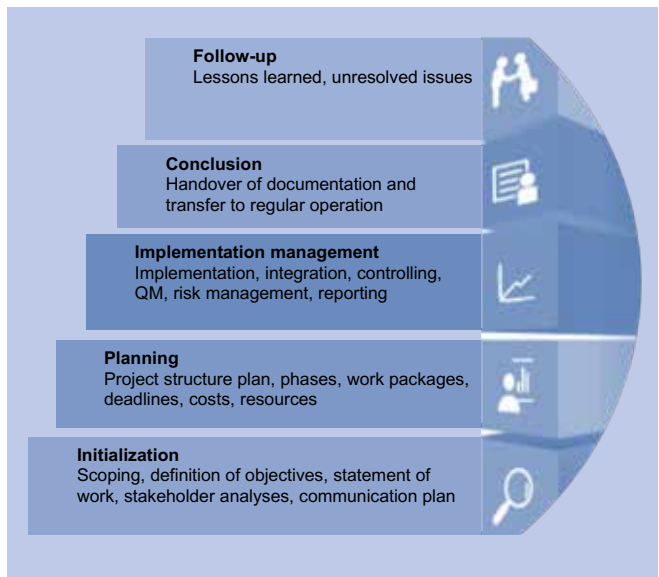 Follow-up
Lessons learned, unresolved issues
Conclusion
Handover of documentation and
transfer to regular operation
Implementation management
Implementation, integration, controlling,
QM, risk management, reporting
Planning
Project structure plan, phases, work packages,
deadlines, costs, resources
Initialization
Scoping, definition of objectives, statement of
work, stakeholder analyses, communication plan